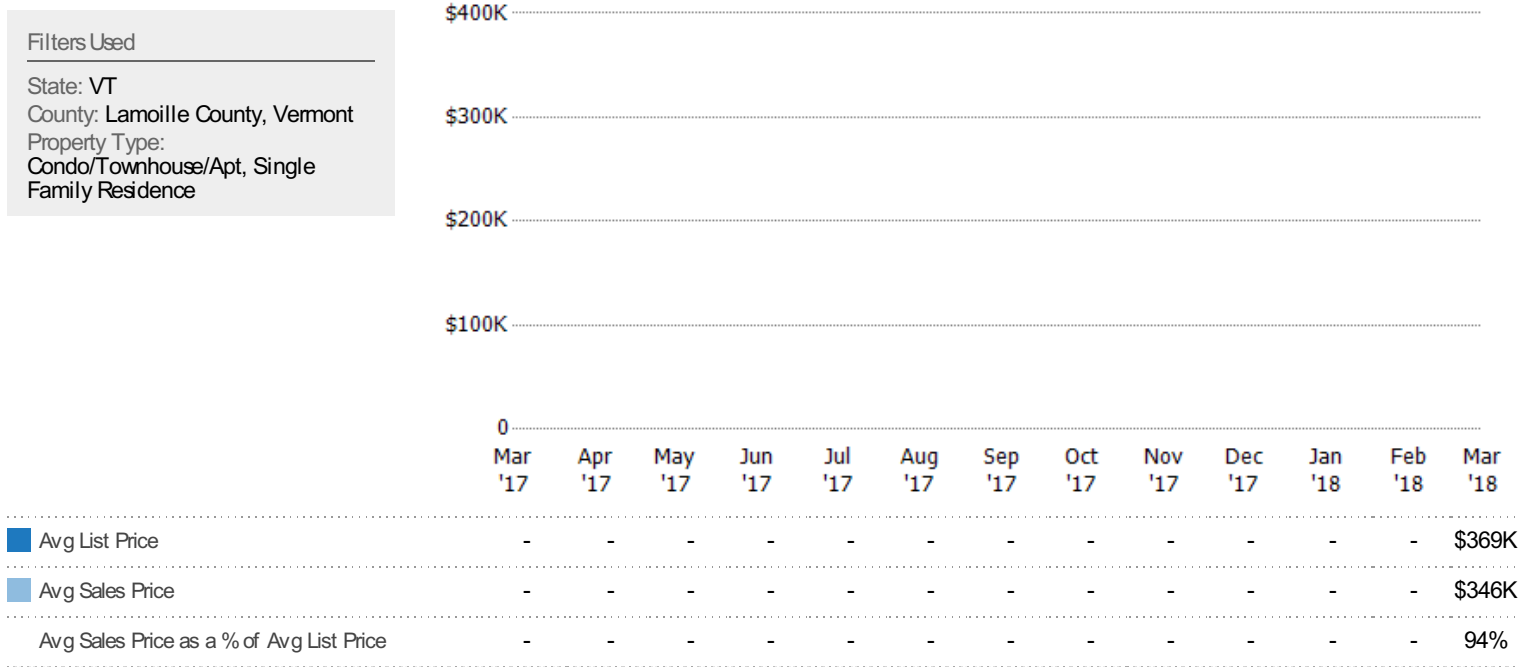 Filters Used
State: VT
County: Lamoille County, Vermont
Property Type:
Condo/Townhouse/Apt, Single
Family Residence
$400K
$300K
$200K
$100K
0
Mar Apr May Jun Jul Aug Sep Oct Nov Dec Jan Feb Mar
'17 '17 '17 '17 '17 '17 '17 '17 '17 '17 '18 '18 '18
Avg List Price - - - - - - - - - - - - $369K
Avg Sales Price - - - - - - - - - - - - $346K
Avg Sales Price as a % of Avg List Price - - - - - - - - - - - - 94%